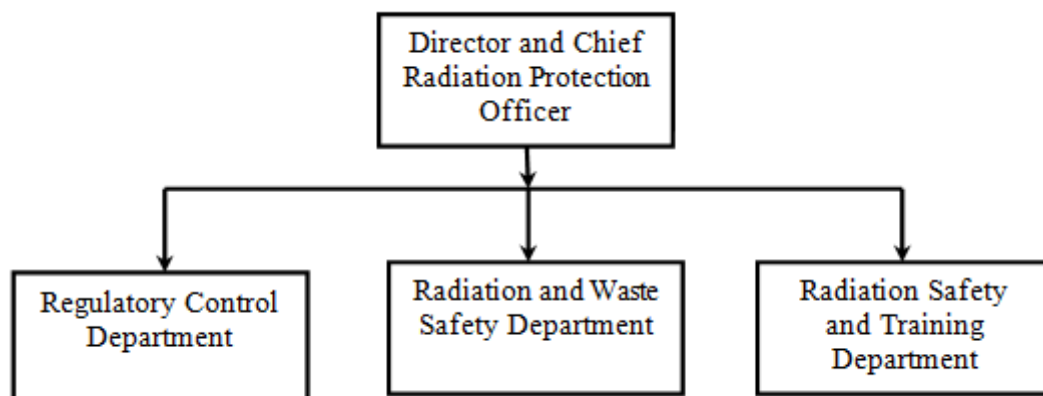 Director and Chief
Radiation Protection
Officer
Regulatory Control
Department
Radiation and Waste
Safety Department
Radiation Safety
and Training
Department